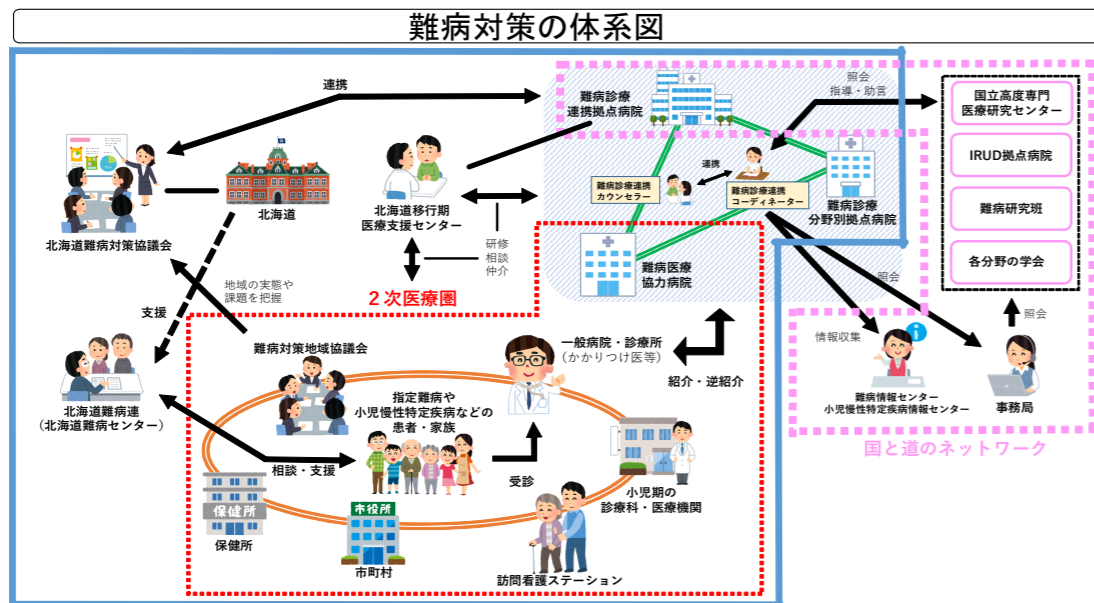 難病対策の体系図
連携
難病診療
連携拠点病院
照会
指導・助言
国立高度専門
医療研究センター
IRUD拠点病院
難病研究班
各分野の学会
北海道難病対策協議会
北海道
北海道移行期
医療支援センター
連携
難病診療連携
カウンセラー
難病診療連携
コーディネーター
難病診療
分野別拠点病院
研修
相談
仲介
難病医療
協力病院
照会
地域の実態や
課題を把握
2次医療圏
支援
照会
情報収集
難病対策地域協議会
一般病院・診療所
(かかりつけ医等)
紹介・逆紹介
難病情報センター
小児慢性特定疾病情報センター
事務局
国と道のネットワーク
北海道難病連
(北海道難病センター)
指定難病や
小児慢性特定疾病などの
患者・家族
相談・支援
受診
小児期の
診療科・医療機関
保健所
保健所
市役所
市町村
訪問看護ステーション